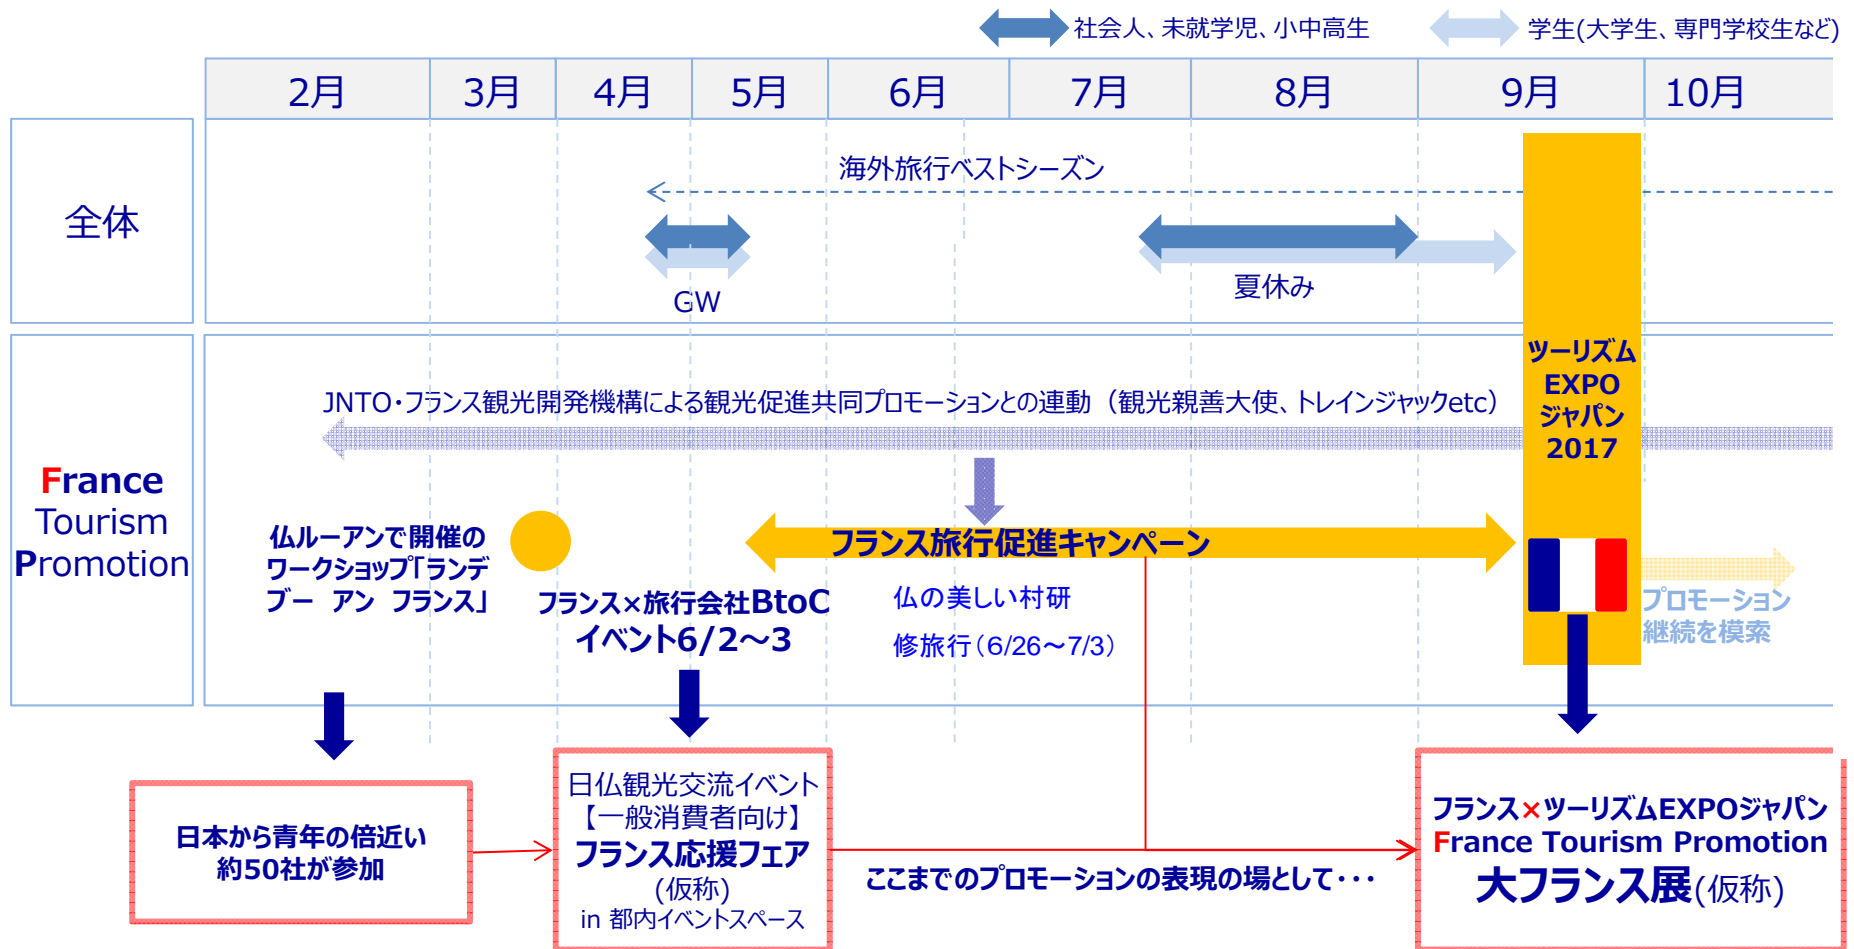 社会人、未就学児、小中高生
学生(大学生、専門学校生など)
2月
3月
4月
5月
6月
7月
8月
9月
10月
全体
海外旅行ベストシーズン
GW
夏休み
ツーリズム
EXPO
ジャパン
2017
France
Tourism
Promotion
JNTO・フランス観光開発機構による観光促進共同プロモーションとの連動（観光親善大使、トレインジャックetc）
仏ルーアンで開催の
ワークショップ「ランデ
ブー アン フランス」
フランス旅行促進キャンペーン
フランス×旅行会社BtoC
イベント6/2～3
仏の美しい村研
修旅行（6/26～7/3）
プロモーション
継続を模索
日本から青年の倍近い
約50社が参加
日仏観光交流イベント
【一般消費者向け】
フランス応援フェア
(仮称)
in 都内イベントスペース
ここまでのプロモーションの表現の場として・・・
フランス×ツーリズムEXPOジャパン
France Tourism Promotion
大フランス展(仮称)